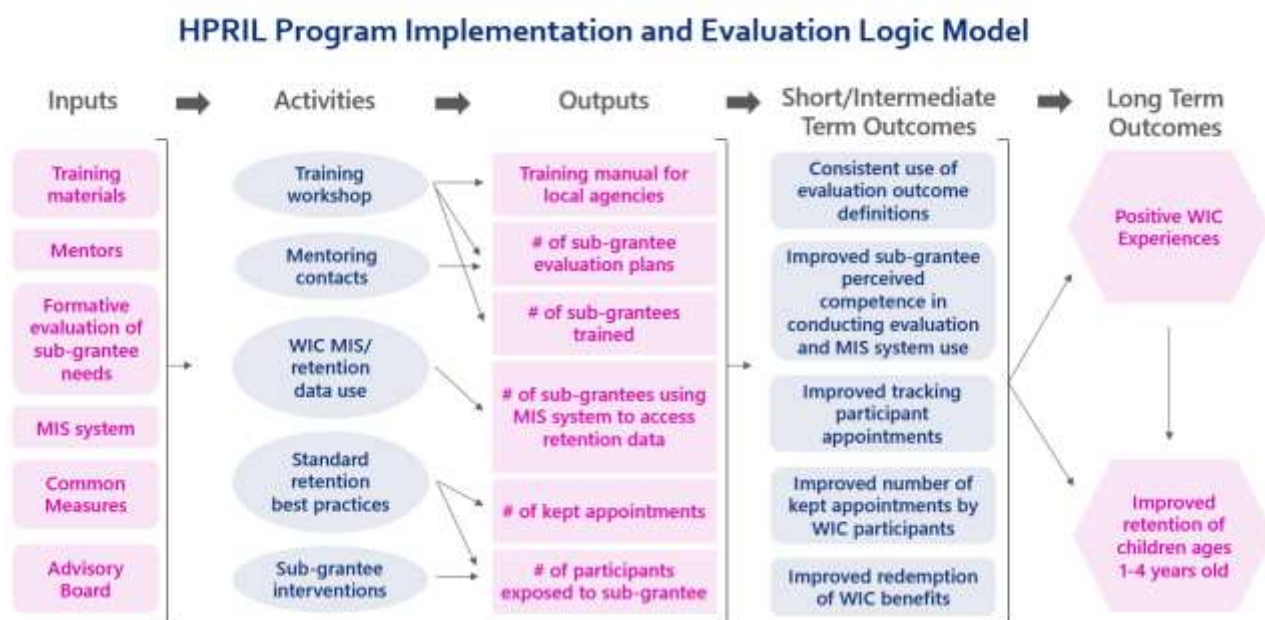 HPRIL Program Implementation and Evaluation Logic Model
Inputs
Activities
Outputs
Short/Intermediate
Term Outcomes
Long Term
Outcomes
Training
materials
Mentors
Formative
evaluation of
sub-grantee
needs
MIS system
Common
Measures
Advisory
Board
Training
workshop
Mentoring
contacts
WIC MIS/
retention
data use
Standard
retention
best practices
Sub-grantee
interventions
Training manual for
local agencies
# of sub-grantee
evaluation plans
# of sub-grantees
trained
# of sub-grantees using
MIS system to access
retention data
# of kept appointments
# of participants
exposed to sub-grantee
Consistent use of
evaluation outcome
definitions
Improved sub-grantee
perceived
competence in
conducting evaluation
and MIS system use
Improved tracking
participant
appointments
Improved number of
kept appointments by
WIC participants
Improved redemption
of WIC benefits
Positive WIC
Experiences
Improved
retention of
children ages
1-4 years old